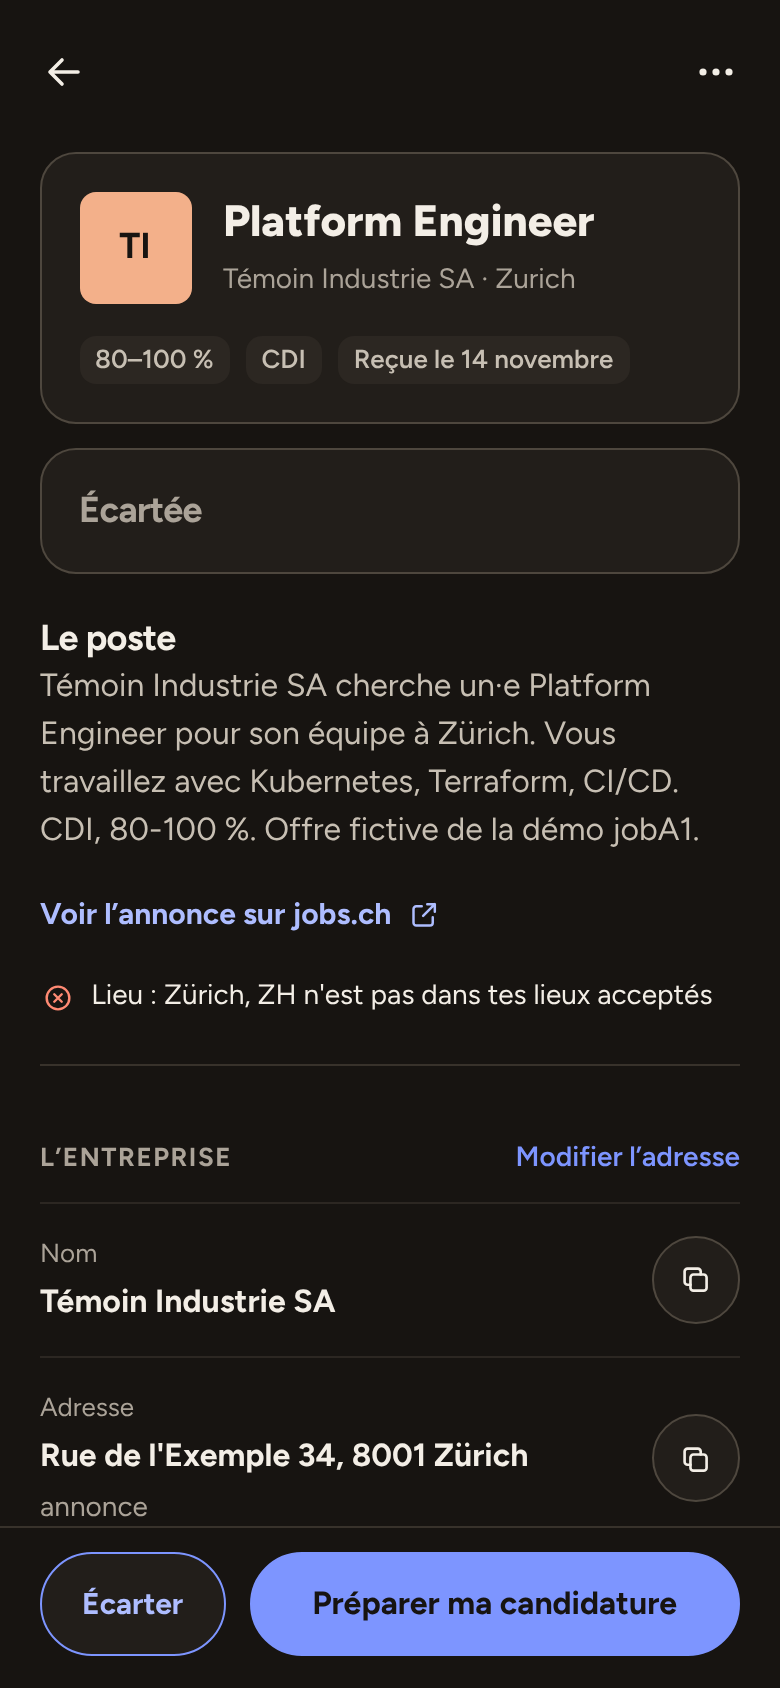 TI
Platform Engineer
Témoin Industrie SA · Zurich
80–100 %
CDI
Reçue le 14 novembre
Écartée
Le poste
Témoin Industrie SA cherche un·e Platform
Engineer pour son équipe à Zürich. Vous
travaillez avec Kubernetes, Terraform, CI/CD.
CDI, 80-100 %. Offre fictive de la démo jobA1.
Voir l’annonce sur jobs.ch
Lieu : Zürich, ZH n'est pas dans tes lieux acceptés
L’ENTREPRISE
Modifier l’adresse
Nom
Témoin Industrie SA
Adresse
Rue de l'Exemple 34, 8001 Zürich
annonce
Écarter
Préparer ma candidature